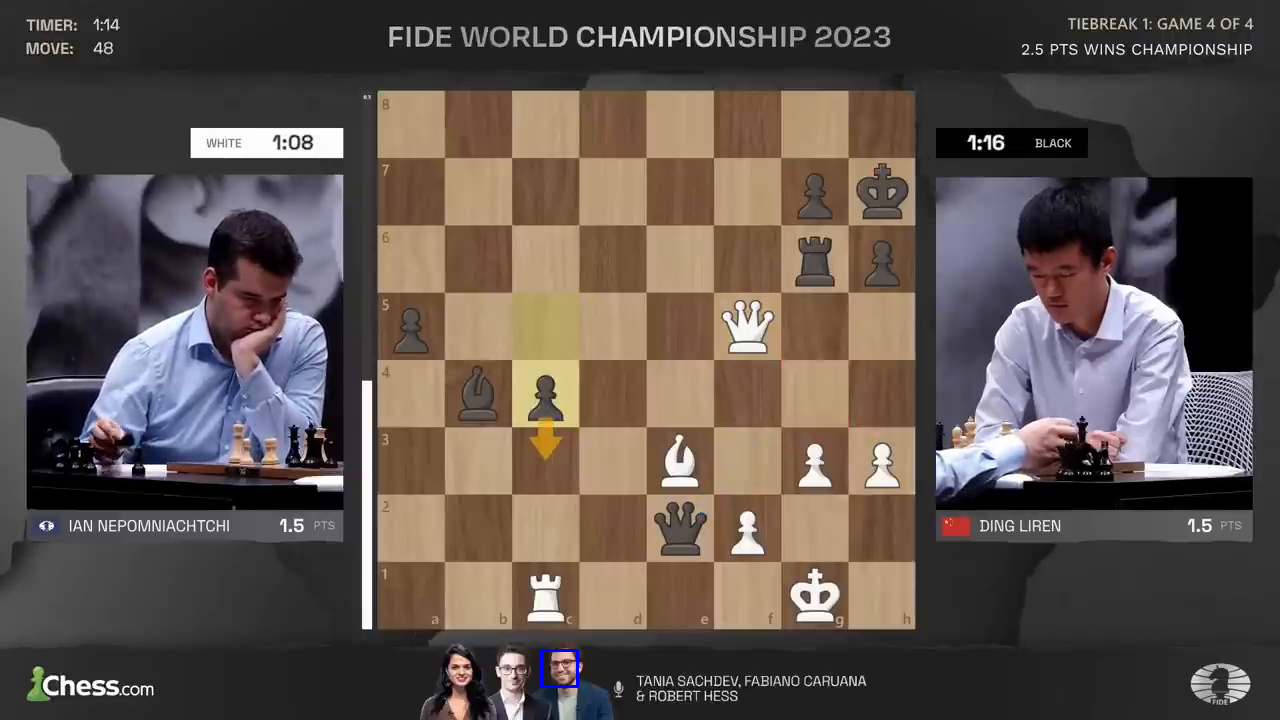 TIMER: 1:14
MOVE: 48
FIDE WORLD CHAMPIONSHIP 2023
TIEBREAK 1: GAME 4 OF 4
2.5 PTS WINS CHAMPIONSHIP
WHITE 1:08
1:16 BLACK
8
7
6
5
4
3
2
1
a b c d e f g h
IAN NEPOMNIACHTCHI 1.5 PTS
DING LIREN 1.5 PTS
Chess.com
TANIA SACHDEV, FABIANO CARUANA
& ROBERT HESS
FIDE